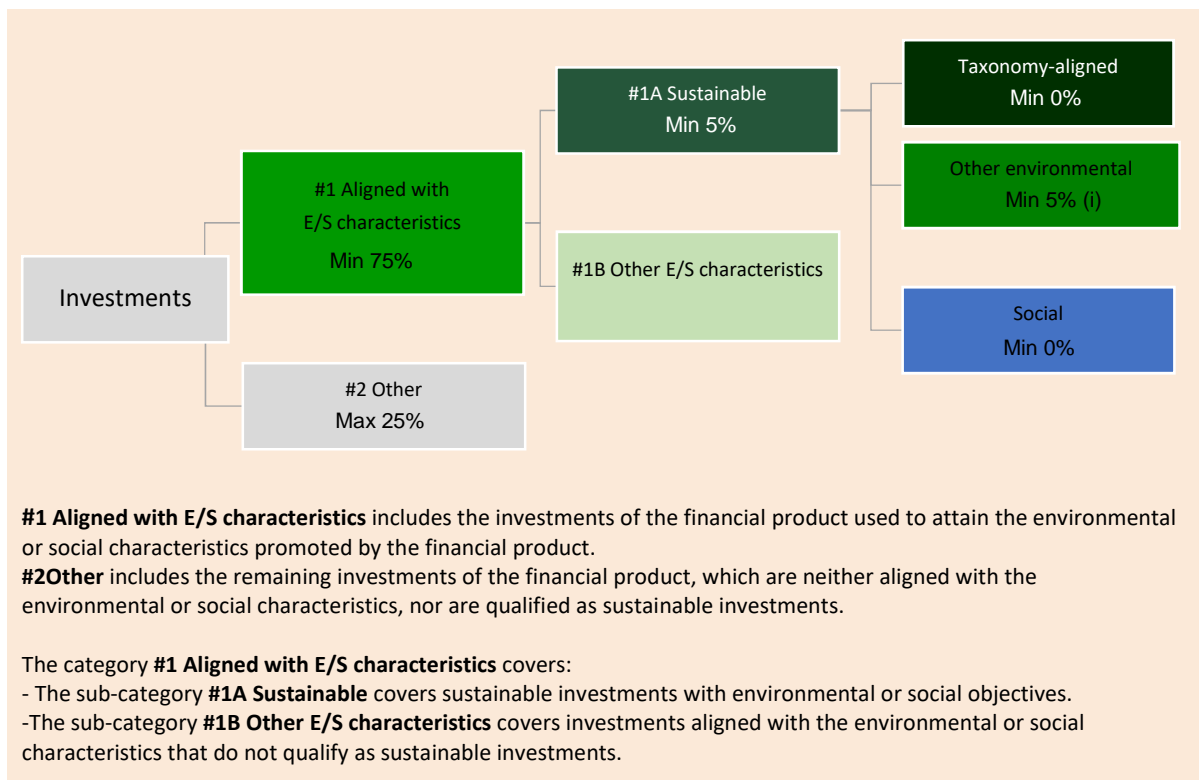 Investments
#1 Aligned with
E/S characteristics
Min 75%
#2 Other
Max 25%
#1A Sustainable
Min 5%
#1B Other E/S characteristics
Taxonomy-aligned
Min 0%
Other environmental
Min 5% (i)
Social
Min 0%
#1 Aligned with E/S characteristics includes the investments of the financial product used to attain the environmental
or social characteristics promoted by the financial product.
#2Other includes the remaining investments of the financial product, which are neither aligned with the
environmental or social characteristics, nor are qualified as sustainable investments.
The category #1 Aligned with E/S characteristics covers:
- The sub-category #1A Sustainable covers sustainable investments with environmental or social objectives.
-The sub-category #1B Other E/S characteristics covers investments aligned with the environmental or social
characteristics that do not qualify as sustainable investments.